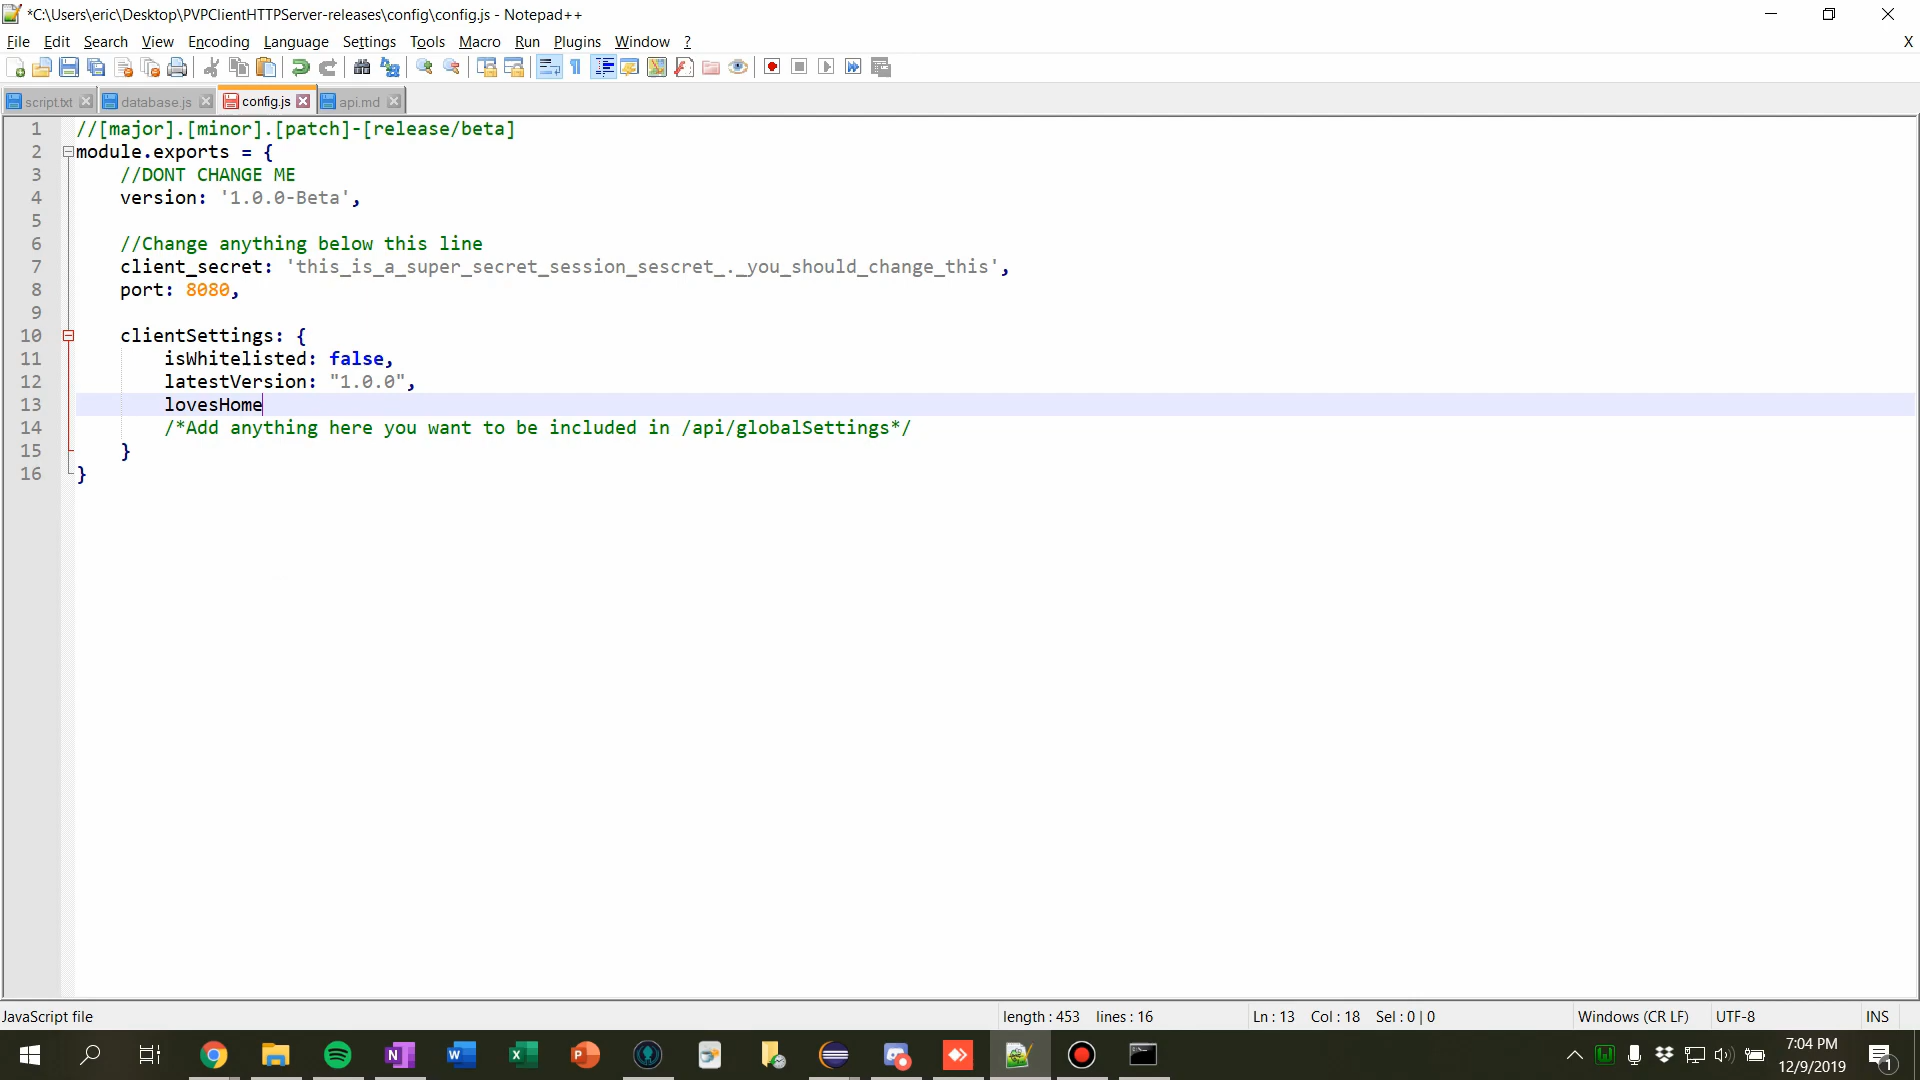 *C:\Users\eric\Desktop\PVPClientHTTPServer-releases\config\config.js - Notepad++
File Edit Search View Encoding Language Settings Tools Macro Run Plugins Window ? X
script.txt database.js config.js api.md
1 //[major].[minor].[patch]-[release/beta]
2 module.exports = {
3 //DONT CHANGE ME
4 version: '1.0.0-Beta',
5
6 //Change anything below this line
7 client_secret: 'this_is_a_super_secret_session_sescret_._you_should_change_this',
8 port: 8080,
9
10 clientSettings: {
11 isWhitelisted: false,
12 latestVersion: "1.0.0",
13 lovesHome
14 /*Add anything here you want to be included in /api/globalSettings*/
15 }
16 }
JavaScript file length : 453 lines : 16 Ln : 13 Col : 18 Sel : 0 | 0 Windows (CR LF) UTF-8 INS
7:04 PM
12/9/2019
1